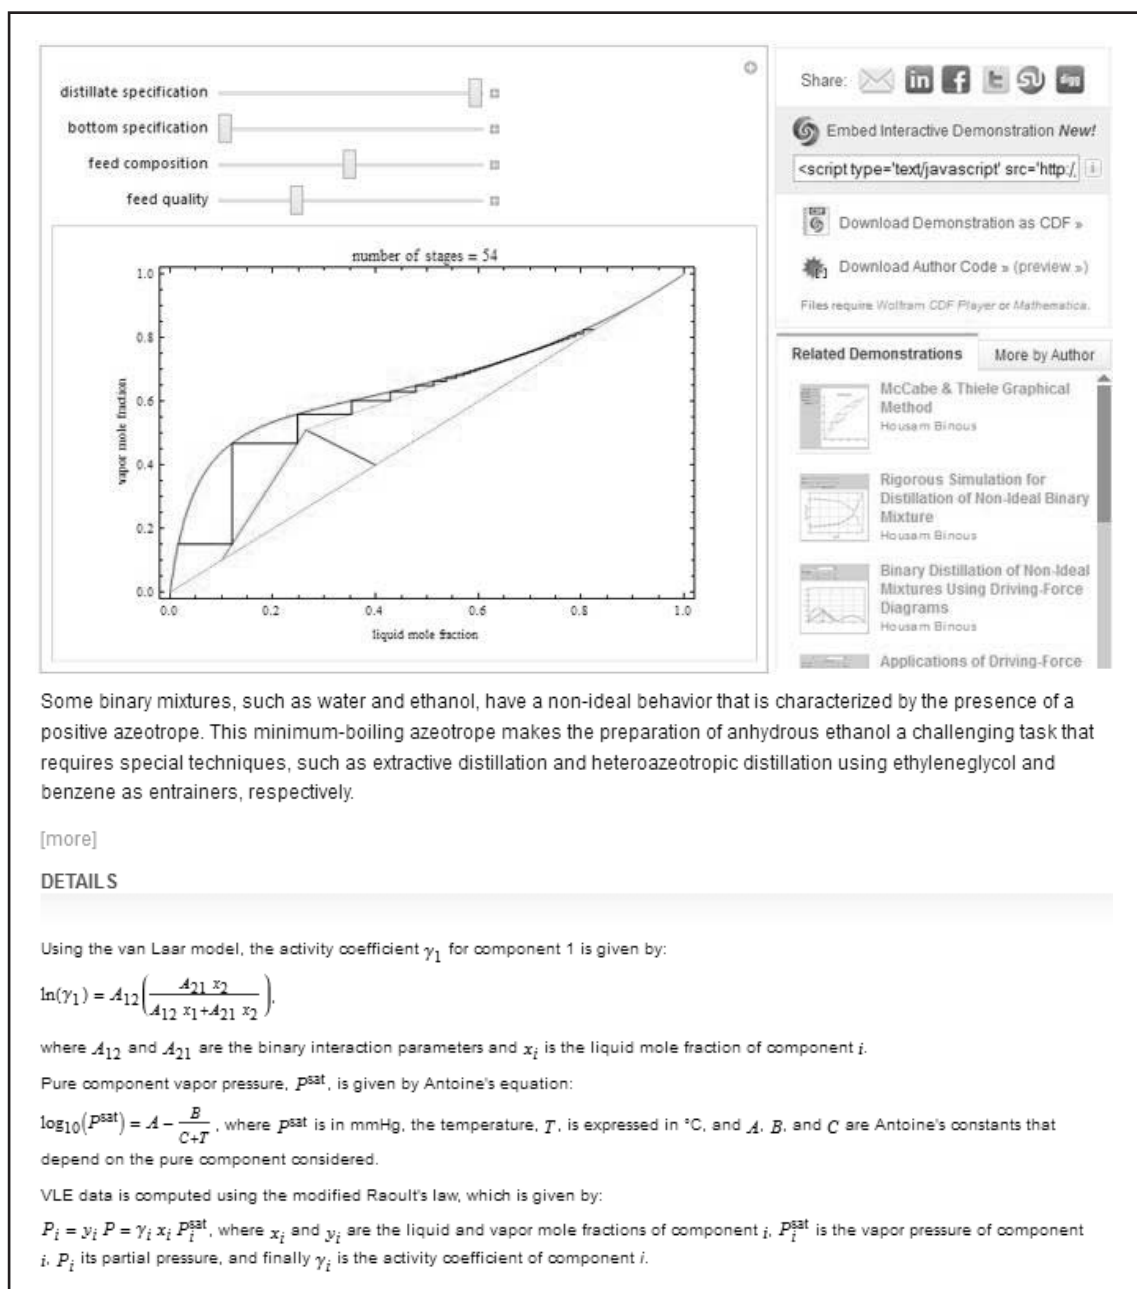 distillate specification
bottom specification
feed composition
feed quality
number of stages = 54
1.0
0.8
0.6
0.4
0.2
0.0
vapor mole fraction
0.0 0.2 0.4 0.6 0.8 1.0
liquid mole fraction
Share: in f t digg
Embed Interactive Demonstration New!
<script type='text/javascript' src='http:/, i
CDF
Download Demonstration as CDF »
Download Author Code » (preview »)
Files require Wolfram CDF Player or Mathematica.
Related Demonstrations More by Author
McCabe & Thiele Graphical
Method
Housam Binous
Rigorous Simulation for
Distillation of Non-Ideal Binary
Mixture
Housam Binous
Binary Distillation of Non-Ideal
Mixtures Using Driving-Force
Diagrams
Housam Binous
Applications of Driving-Force
Some binary mixtures, such as water and ethanol, have a non-ideal behavior that is characterized by the presence of a
positive azeotrope. This minimum-boiling azeotrope makes the preparation of anhydrous ethanol a challenging task that
requires special techniques, such as extractive distillation and heteroazeotropic distillation using ethyleneglycol and
benzene as entrainers, respectively.
[more]
DETAILS
Using the van Laar model, the activity coefficient γ₁ for component 1 is given by:
ln(γ₁) = A₁₂(A₂₁ x₂ / A₁₂ x₁+A₂₁ x₂),
where A₁₂ and A₂₁ are the binary interaction parameters and xᵢ is the liquid mole fraction of component i.
Pure component vapor pressure, Pˢᵃᵗ, is given by Antoine's equation:
log₁₀(Pˢᵃᵗ) = A − B / C+T, where Pˢᵃᵗ is in mmHg, the temperature, T, is expressed in °C, and A, B, and C are Antoine's constants that
depend on the pure component considered.
VLE data is computed using the modified Raoult's law, which is given by:
Pᵢ = yᵢ P = γᵢ xᵢ Pᵢˢᵃᵗ, where xᵢ and yᵢ are the liquid and vapor mole fractions of component i, Pᵢˢᵃᵗ is the vapor pressure of component
i, Pᵢ its partial pressure, and finally γᵢ is the activity coefficient of component i.